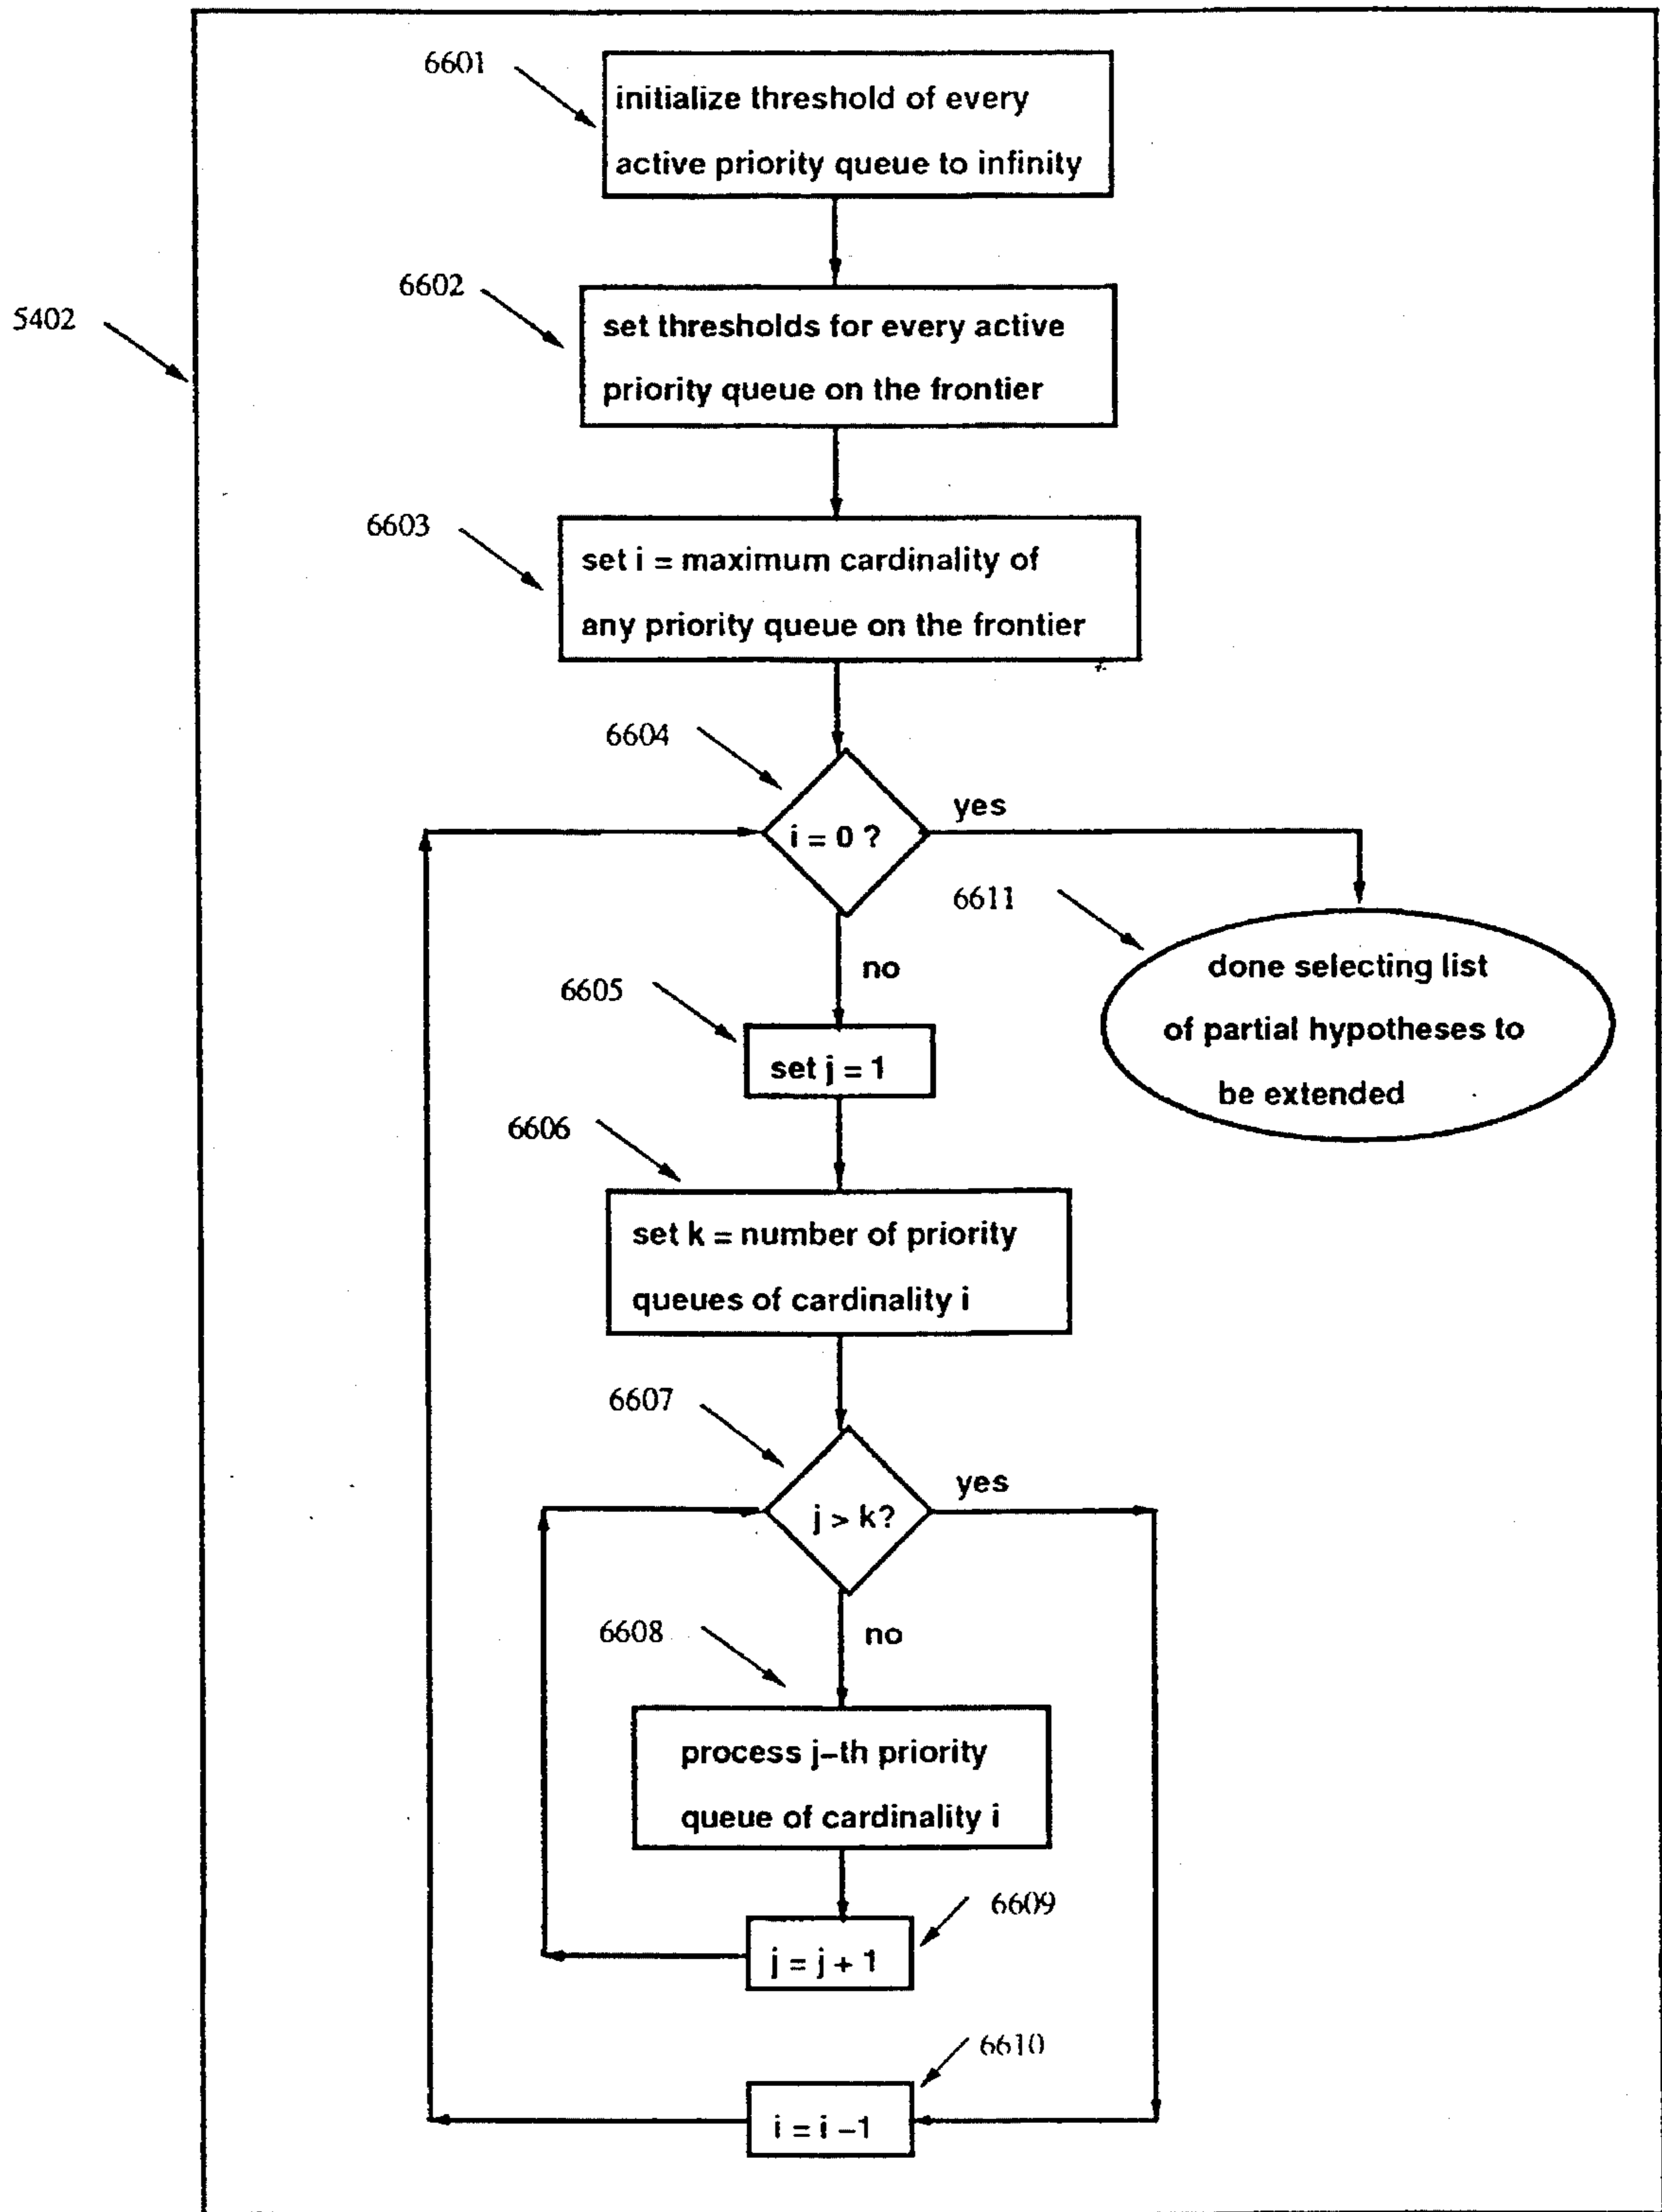 6601
initialize threshold of every
active priority queue to infinity
6602
set thresholds for every active
priority queue on the frontier
5402
6603
set i = maximum cardinality of
any priority queue on the frontier
6604
i = 0 ?
yes
6611
done selecting list
of partial hypotheses to
be extended
no
6605
set j = 1
6606
set k = number of priority
queues of cardinality i
6607
j > k?
yes
6608
no
process j-th priority
queue of cardinality i
6609
j = j + 1
6610
i = i -1